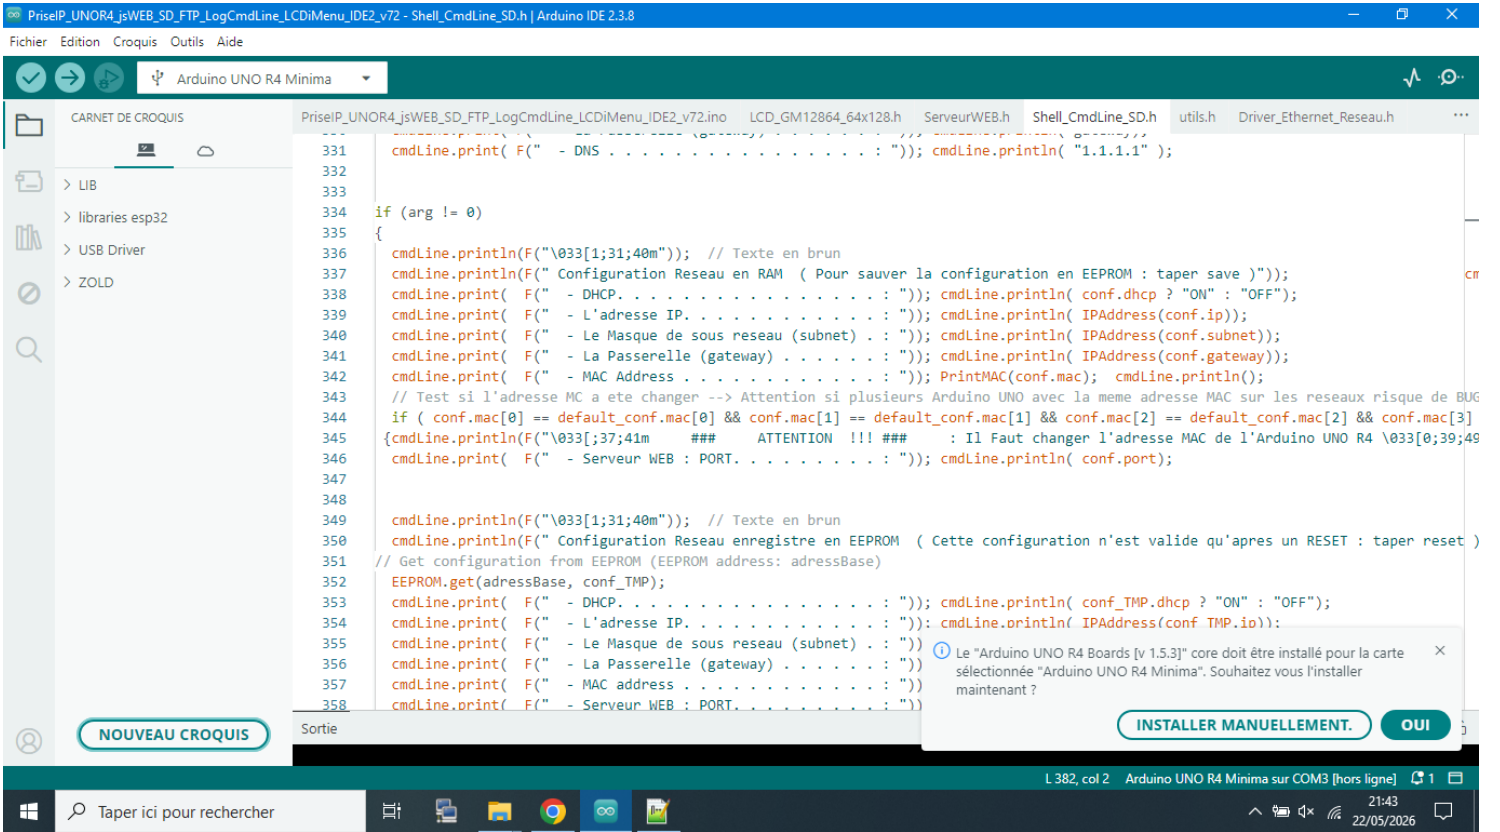 PriseIP_UNOR4_jsWEB_SD_FTP_LogCmdLine_LCDiMenu_IDE2_v72 - Shell_CmdLine_SD.h | Arduino IDE 2.3.8
Fichier Edition Croquis Outils Aide
Arduino UNO R4 Minima
CARNET DE CROQUIS
LIB
libraries esp32
USB Driver
ZOLD
NOUVEAU CROQUIS
PriseIP_UNOR4_jsWEB_SD_FTP_LogCmdLine_LCDiMenu_IDE2_v72.ino LCD_GM12864_64x128.h ServeurWEB.h Shell_CmdLine_SD.h utils.h Driver_Ethernet_Reseau.h ...
331 cmdLine.print( F("  - DNS . . . . . . . . . . . . . . . . : ")); cmdLine.println( "1.1.1.1" );
332
333
334 if (arg != 0)
335 {
336 cmdLine.println(F("\033[1;31;40m"));  // Texte en brun
337 cmdLine.println(F(" Configuration Reseau en RAM  ( Pour sauver la configuration en EEPROM : taper save )"));
338 cmdLine.print(  F("  - DHCP. . . . . . . . . . . . . . . . : ")); cmdLine.println( conf.dhcp ? "ON" : "OFF");
339 cmdLine.print(  F("  - L'adresse IP. . . . . . . . . . . . : ")); cmdLine.println( IPAddress(conf.ip));
340 cmdLine.print(  F("  - Le Masque de sous reseau (subnet) . : ")); cmdLine.println( IPAddress(conf.subnet));
341 cmdLine.print(  F("  - La Passerelle (gateway) . . . . . . : ")); cmdLine.println( IPAddress(conf.gateway));
342 cmdLine.print(  F("  - MAC Address . . . . . . . . . . . . : ")); PrintMAC(conf.mac);  cmdLine.println();
343 // Test si l'adresse MC a ete changer --> Attention si plusieurs Arduino UNO avec la meme adresse MAC sur les reseaux risque de BUG
344 if ( conf.mac[0] == default_conf.mac[0] && conf.mac[1] == default_conf.mac[1] && conf.mac[2] == default_conf.mac[2] && conf.mac[3]
345 {cmdLine.println(F("\033[;37;41m     ###     ATTENTION  !!! ###     : Il Faut changer l'adresse MAC de l'Arduino UNO R4 \033[0;39;49
346 cmdLine.print(  F("  - Serveur WEB : PORT. . . . . . . . . : ")); cmdLine.println( conf.port);
347
348
349 cmdLine.println(F("\033[1;31;40m"));  // Texte en brun
350 cmdLine.println(F(" Configuration Reseau enregistre en EEPROM  ( Cette configuration n'est valide qu'apres un RESET : taper reset )
351 // Get configuration from EEPROM (EEPROM address: adressBase)
352 EEPROM.get(adressBase, conf_TMP);
353 cmdLine.print(  F("  - DHCP. . . . . . . . . . . . . . . . : ")); cmdLine.println( conf_TMP.dhcp ? "ON" : "OFF");
354 cmdLine.print(  F("  - L'adresse IP. . . . . . . . . . . . : ")); cmdLine.println( IPAddress(conf_TMP.ip));
355 cmdLine.print(  F("  - Le Masque de sous reseau (subnet) . : "))
356 cmdLine.print(  F("  - La Passerelle (gateway) . . . . . . : "))
357 cmdLine.print(  F("  - MAC address . . . . . . . . . . . . : "))
358 cmdLine.print(  F("  - Serveur WEB : PORT. . . . . . . . . : "))
Le "Arduino UNO R4 Boards [v 1.5.3]" core doit être installé pour la carte
sélectionnée "Arduino UNO R4 Minima". Souhaitez vous l'installer
maintenant ?
INSTALLER MANUELLEMENT. OUI
Sortie
L 382, col 2 Arduino UNO R4 Minima sur COM3 [hors ligne] 1
Taper ici pour rechercher
21:43
22/05/2026